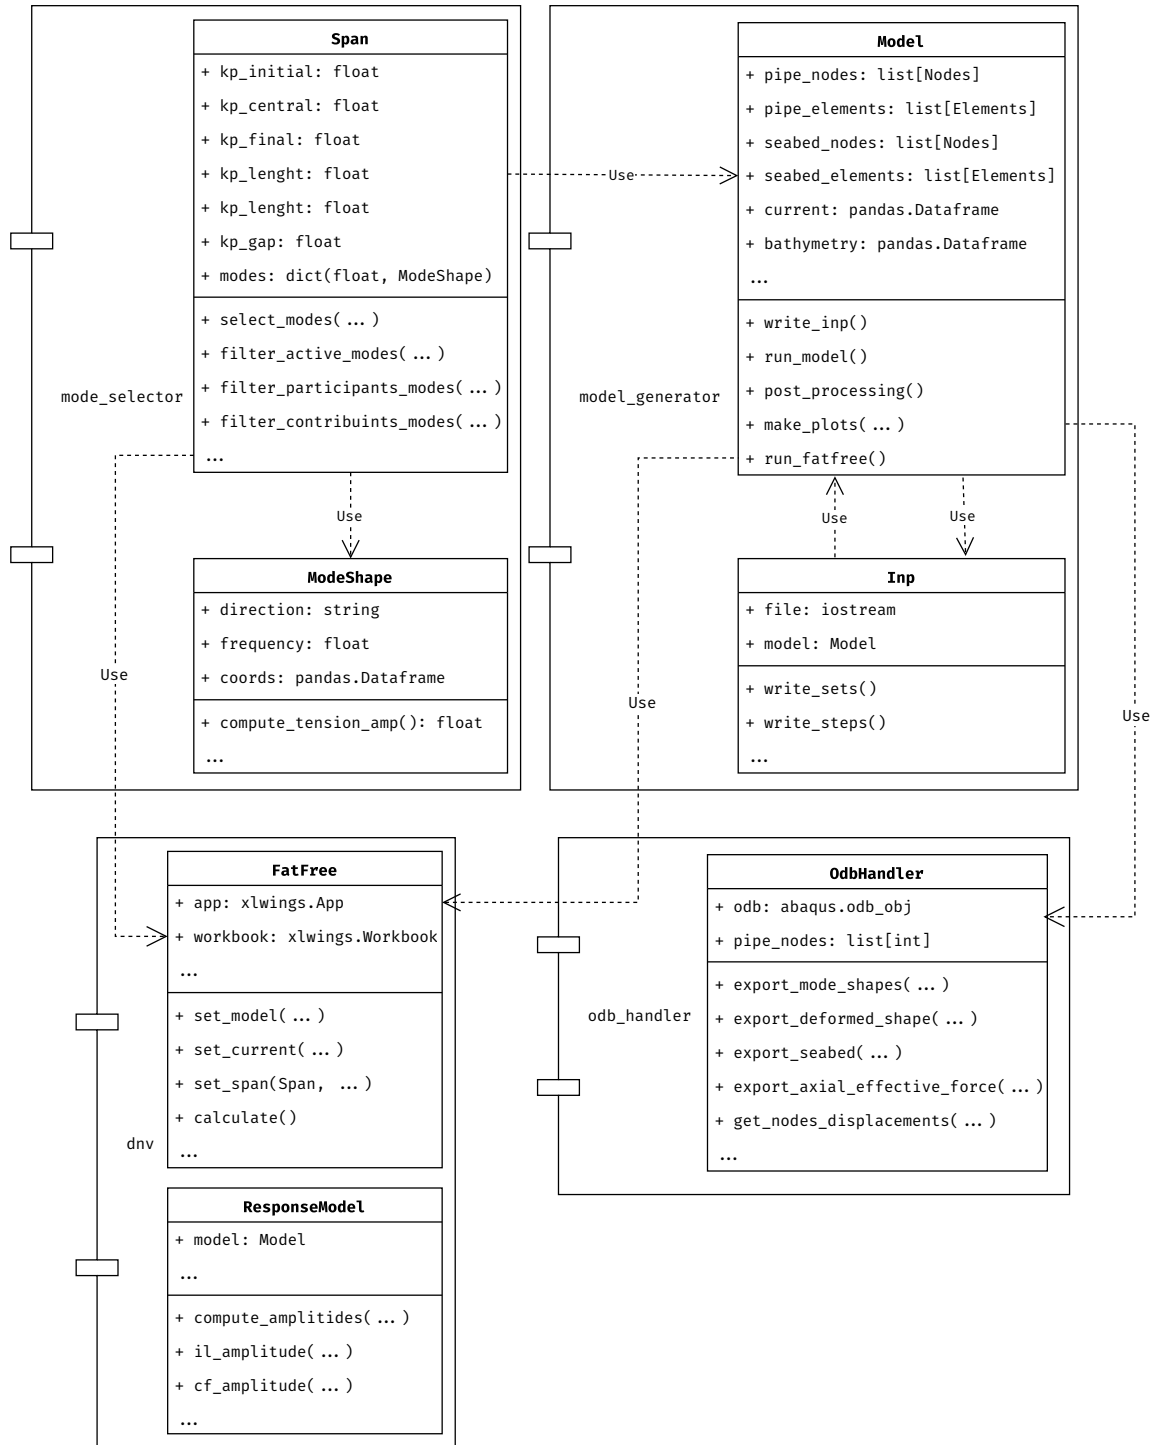 Span
+ kp_initial: float
+ kp_central: float
+ kp_final: float
+ kp_lenght: float
+ kp_lenght: float
+ kp_gap: float
+ modes: dict(float, ModeShape)
+ select_modes(...)
+ filter_active_modes(...)
+ filter_participants_modes(...)
+ filter_contribuints_modes(...)
...
mode_selector
Use
Use
Use
ModeShape
+ direction: string
+ frequency: float
+ coords: pandas.Dataframe
+ compute_tension_amp(): float
...
Model
+ pipe_nodes: list[Nodes]
+ pipe_elements: list[Elements]
+ seabed_nodes: list[Nodes]
+ seabed_elements: list[Elements]
+ current: pandas.Dataframe
+ bathymetry: pandas.Dataframe
...
+ write_inp()
+ run_model()
+ post_processing()
+ make_plots(...)
+ run_fatfree()
model_generator
Use
Use
Inp
+ file: iostream
+ model: Model
+ write_sets()
+ write_steps()
...
Use
Use
FatFree
+ app: xlwings.App
+ workbook: xlwings.Workbook
...
+ set_model(...)
+ set_current(...)
+ set_span(Span, ...)
+ calculate()
...
dnv
ResponseModel
+ model: Model
...
+ compute_amplitides(...)
+ il_amplitude(...)
+ cf_amplitude(...)
...
OdbHandler
+ odb: abaqus.odb_obj
+ pipe_nodes: list[int]
+ export_mode_shapes(...)
+ export_deformed_shape(...)
+ export_seabed(...)
+ export_axial_effective_force(...)
+ get_nodes_displacements(...)
...
odb_handler